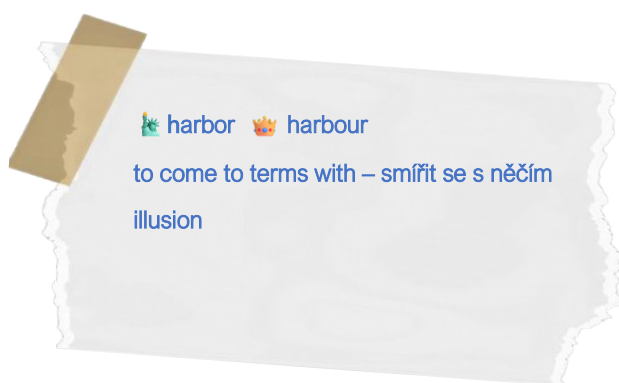 🗽 harbor 👑 harbour
to come to terms with – smířit se s něčím
illusion